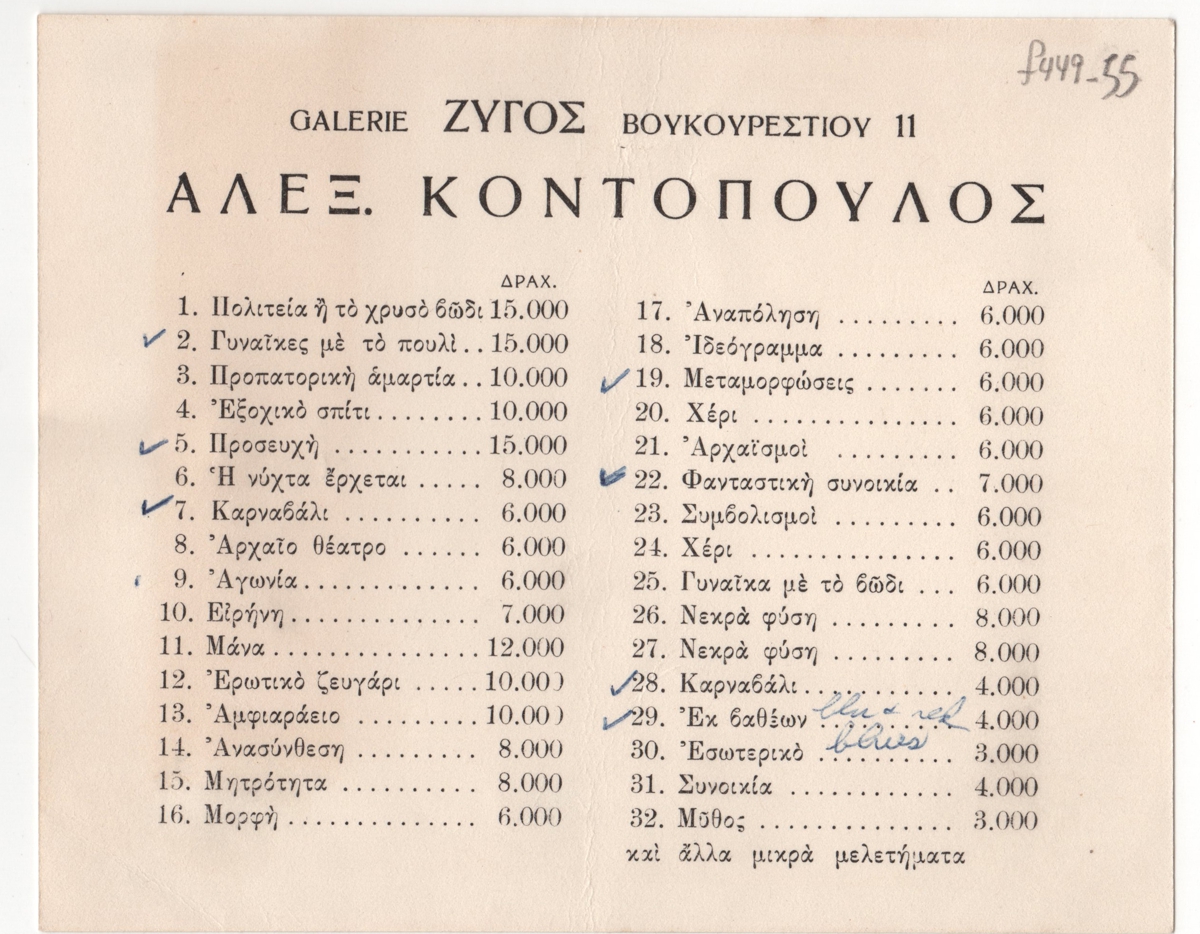 f449-55
GALERIE ΖΥΓΟΣ ΒΟΥΚΟΥΡΕΣΤΙΟΥ 11
ΑΛΕΞ. ΚΟΝΤΟΠΟΥΛΟΣ
ΔΡΑΧ.
1. Πολιτεία ἢ τὸ χρυσὸ βῶδι 15.000
✓ 2. Γυναῖκες μὲ τὸ πουλὶ.. 15.000
3. Προπατορικὴ ἁμαρτία.. 10.000
4. Ἐξοχικὸ σπίτι........ 10.000
✓ 5. Προσευχὴ ........... 15.000
6. Ἡ νύχτα ἔρχεται ..... 8.000
✓ 7. Καρναβάλι .......... 6.000
8. Ἀρχαῖο θέατρο ...... 6.000
9. Ἀγωνία............. 6.000
10. Εἰρήνη.............. 7.000
11. Μάνα............... 12.000
12. Ἐρωτικὸ ζευγάρι ..... 10.000
13. Ἀμφιαράειο ......... 10.000
14. Ἀνασύνθεση ......... 8.000
15. Μητρότητα .......... 8.000
16. Μορφὴ .............. 6.000
ΔΡΑΧ.
17. Ἀναπόληση ......... 6.000
18. Ἰδεόγραμμα ......... 6.000
✓ 19. Μεταμορφώσεις ....... 6.000
20. Χέρι ............... 6.000
21. Ἀρχαϊσμοὶ ......... 6.000
✓ 22. Φανταστικὴ συνοικία .. 7.000
23. Συμβολισμοὶ ......... 6.000
24. Χέρι ............... 6.000
25. Γυναῖκα μὲ τὸ βῶδι ... 6.000
26. Νεκρὰ φύση ......... 8.000
27. Νεκρὰ φύση ......... 8.000
✓ 28. Καρναβάλι........... 4.000
✓ 29. Ἐκ βαθέων .......... 4.000 blu + red
30. Ἐσωτερικὸ .......... 3.000 blues
31. Συνοικία ............ 4.000
32. Μῦθος .............. 3.000
καὶ ἄλλα μικρὰ μελετήματα